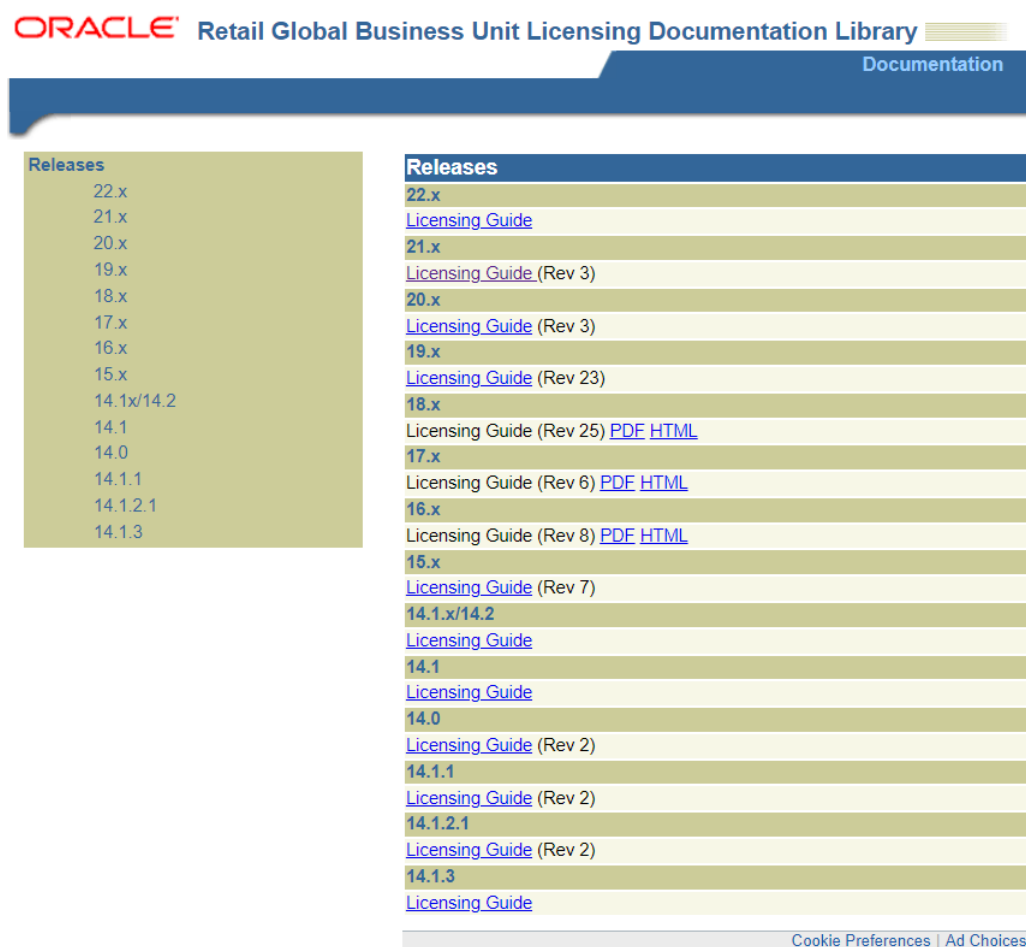 ORACLE Retail Global Business Unit Licensing Documentation Library
Documentation
Releases
22.x
21.x
20.x
19.x
18.x
17.x
16.x
15.x
14.1x/14.2
14.1
14.0
14.1.1
14.1.2.1
14.1.3
Releases
22.x
Licensing Guide
21.x
Licensing Guide (Rev 3)
20.x
Licensing Guide (Rev 3)
19.x
Licensing Guide (Rev 23)
18.x
Licensing Guide (Rev 25) PDF HTML
17.x
Licensing Guide (Rev 6) PDF HTML
16.x
Licensing Guide (Rev 8) PDF HTML
15.x
Licensing Guide (Rev 7)
14.1.x/14.2
Licensing Guide
14.1
Licensing Guide
14.0
Licensing Guide (Rev 2)
14.1.1
Licensing Guide (Rev 2)
14.1.2.1
Licensing Guide (Rev 2)
14.1.3
Licensing Guide
Cookie Preferences | Ad Choices